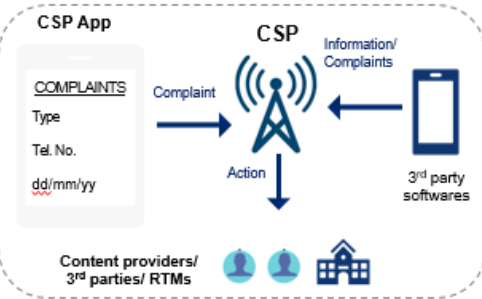 CSP App
COMPLAINTS
Type
Tel. No.
dd/mm/yy
Complaint
CSP
Information/
Complaints
3rd party
softwares
Action
Content providers/
3rd parties/ RTMs